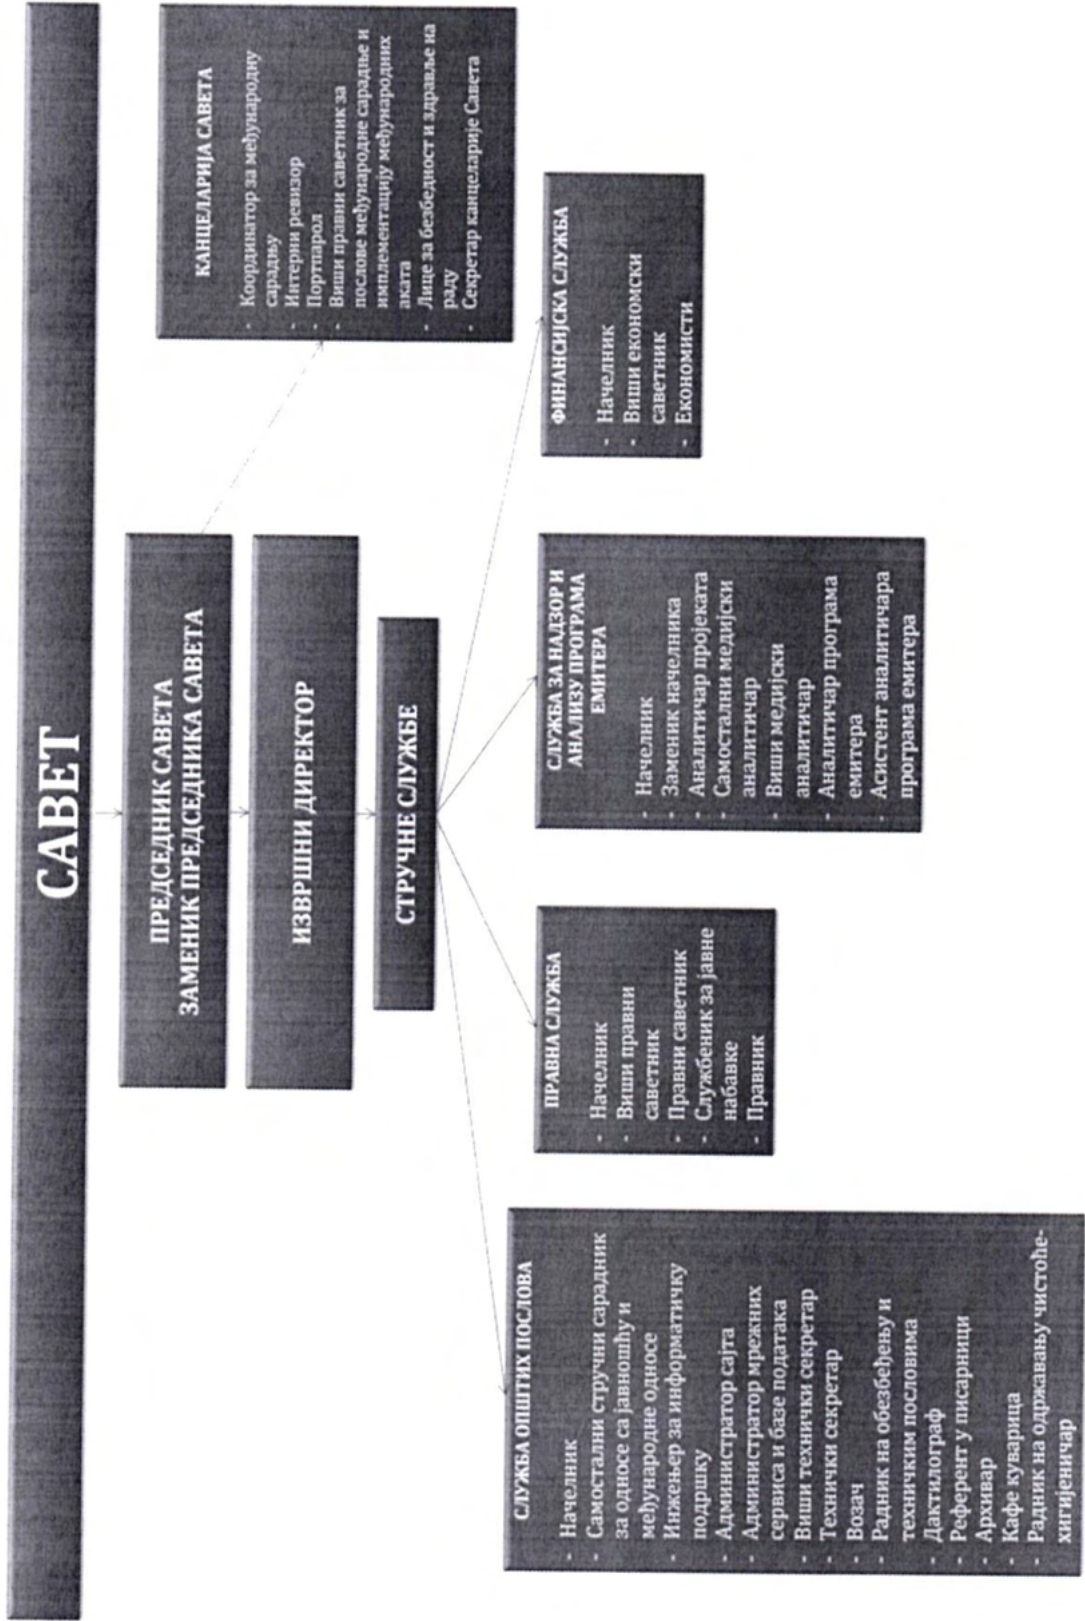 САВЕТ
ПРЕДСЕДНИК САВЕТА
ЗАМЕНИК ПРЕДСЕДНИКА САВЕТА
ИЗВРШНИ ДИРЕКТОР
СТРУЧНЕ СЛУЖБЕ
КАНЦЕЛАРИЈА САВЕТА
- Координатор за међународну
сарадњу
- Интерни ревизор
- Портпарол
- Виши правни саветник за
послове међународне сарадње и
имплементацију међународних
аката
- Лице за безбедност и здравље на
раду
- Секретар канцеларије Савета
СЛУЖБА ОПШТИХ ПОСЛОВА
- Начелник
- Самостални стручни сарадник
за односе са јавношћу и
међународне односе
- Инжењер за информатичку
подршку
- Администратор сајта
- Администратор мрежних
сервиса и базе података
- Виши технички секретар
- Технички секретар
- Возач
- Радник на обезбеђењу и
техничким пословима
- Дактилограф
- Референт у писарници
- Архивар
- Кафе куварица
- Радник на одржавању чистоће-
хигијеничар
ПРАВНА СЛУЖБА
- Начелник
- Виши правни
саветник
- Правни саветник
- Службеник за јавне
набавке
- Правник
СЛУЖБА ЗА НАДЗОР И
АНАЛИЗУ ПРОГРАМА
ЕМИТЕРА
- Начелник
- Заменик начелника
- Аналитичар пројеката
- Самостални медијски
аналитичар
- Виши медијски
аналитичар
- Аналитичар програма
емитера
- Асистент аналитичара
програма емитера
ФИНАНСИЈСКА СЛУЖБА
- Начелник
- Виши економски
саветник
- Економисти